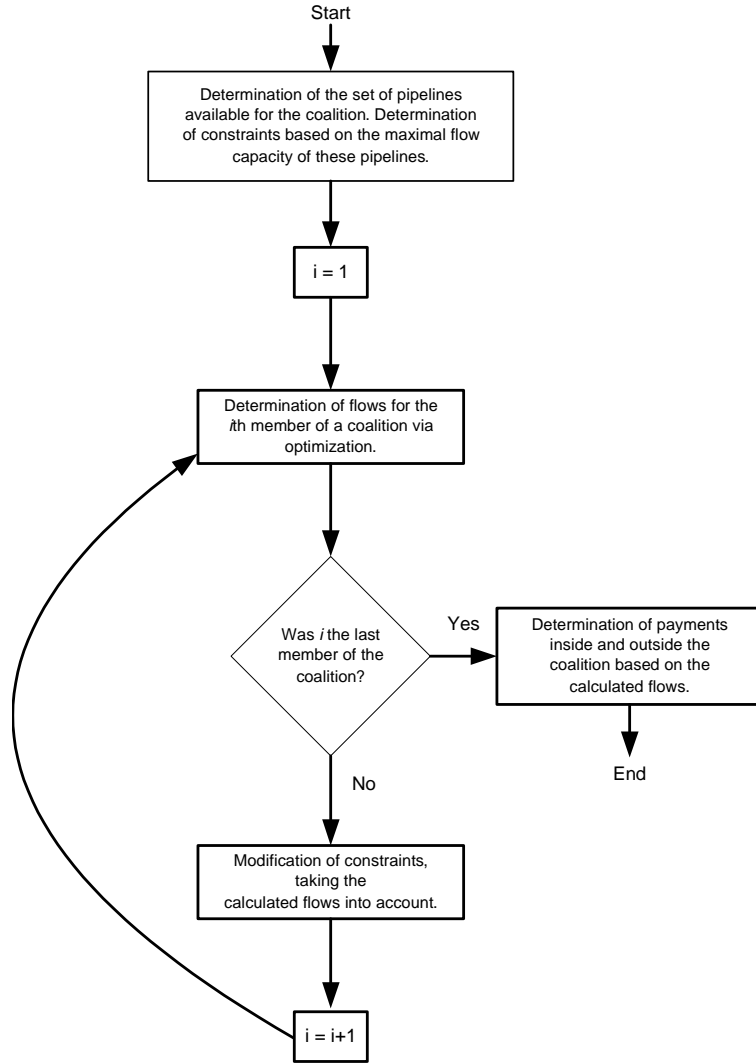 Start
Determination of the set of pipelines
available for the coalition. Determination
of constraints based on the maximal flow
capacity of these pipelines.
i = 1
Determination of flows for the
ith member of a coalition via
optimization.
Was i the last
member of the
coalition?
Yes
Determination of payments
inside and outside the
coalition based on the
calculated flows.
End
No
Modification of constraints,
taking the
calculated flows into account.
i = i+1